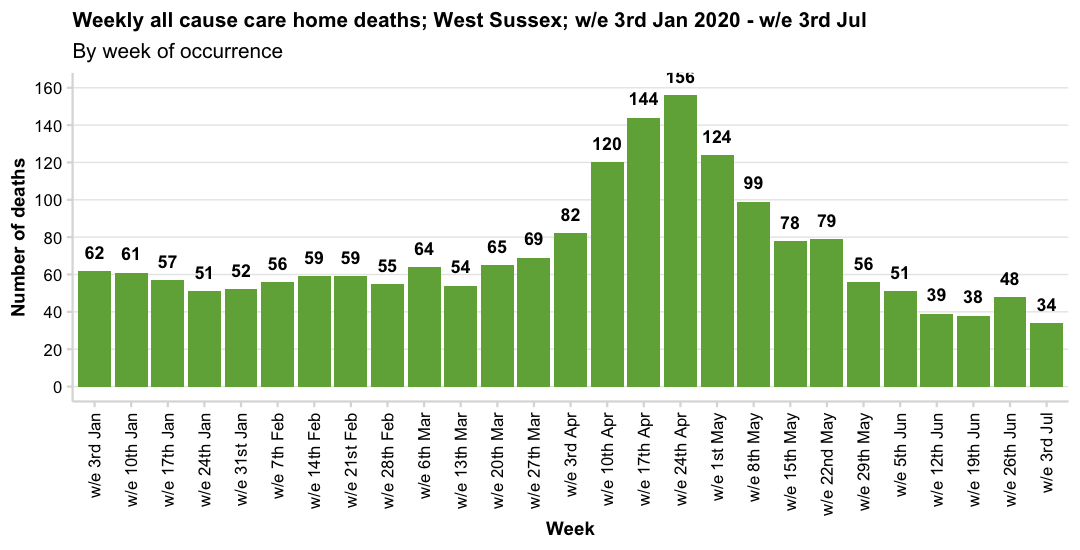 Weekly all cause care home deaths; West Sussex; w/e 3rd Jan 2020 - w/e 3rd Jul
By week of occurrence
Number of deaths
160
140
120
100
80
60
40
20
0
62 61 57 51 52 56 59 59 55 64 54 65 69 82 120 144 156 124 99 78 79 56 51 39 38 48 34
w/e 3rd Jan
w/e 10th Jan
w/e 17th Jan
w/e 24th Jan
w/e 31st Jan
w/e 7th Feb
w/e 14th Feb
w/e 21st Feb
w/e 28th Feb
w/e 6th Mar
w/e 13th Mar
w/e 20th Mar
w/e 27th Mar
w/e 3rd Apr
w/e 10th Apr
w/e 17th Apr
w/e 24th Apr
w/e 1st May
w/e 8th May
w/e 15th May
w/e 22nd May
w/e 29th May
w/e 5th Jun
w/e 12th Jun
w/e 19th Jun
w/e 26th Jun
w/e 3rd Jul
Week